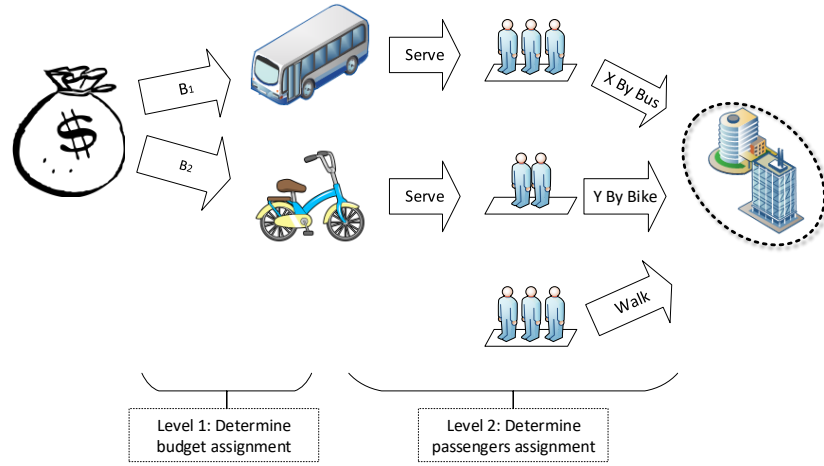 B1
Serve
X By Bus
$
B2
Serve
Y By Bike
Walk
Level 1: Determine
budget assignment
Level 2: Determine
passengers assignment